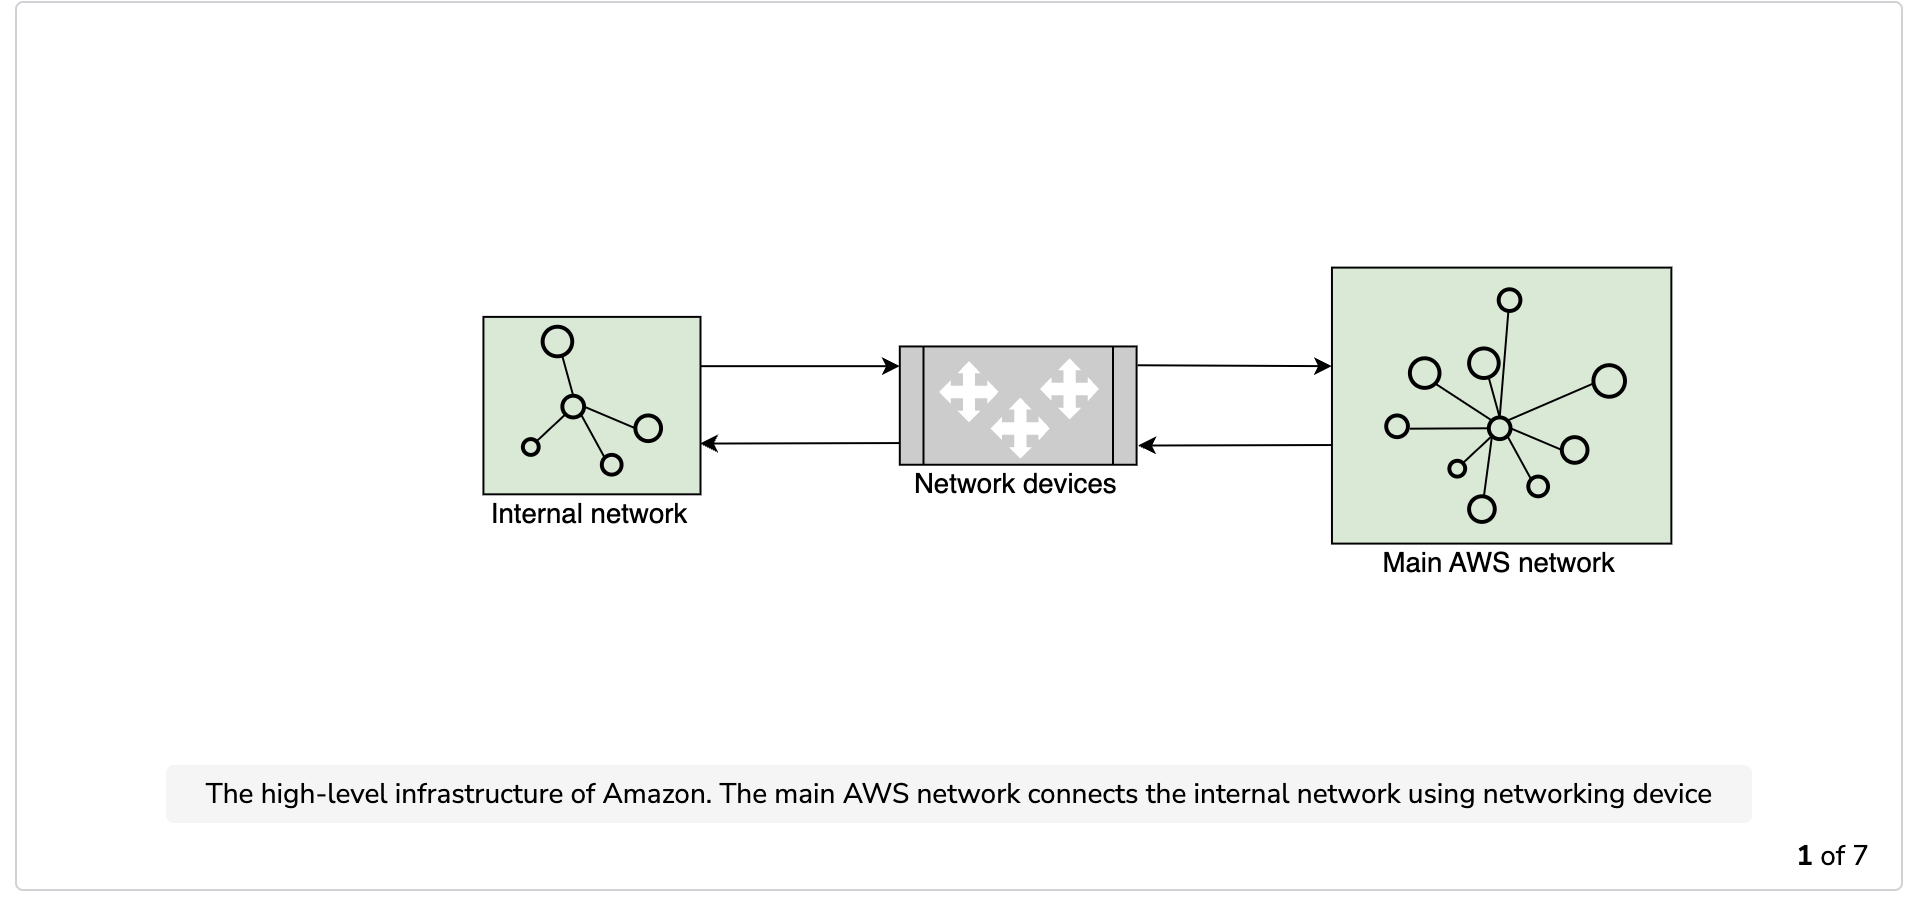 Internal network
Network devices
Main AWS network
The high-level infrastructure of Amazon. The main AWS network connects the internal network using networking device
1 of 7